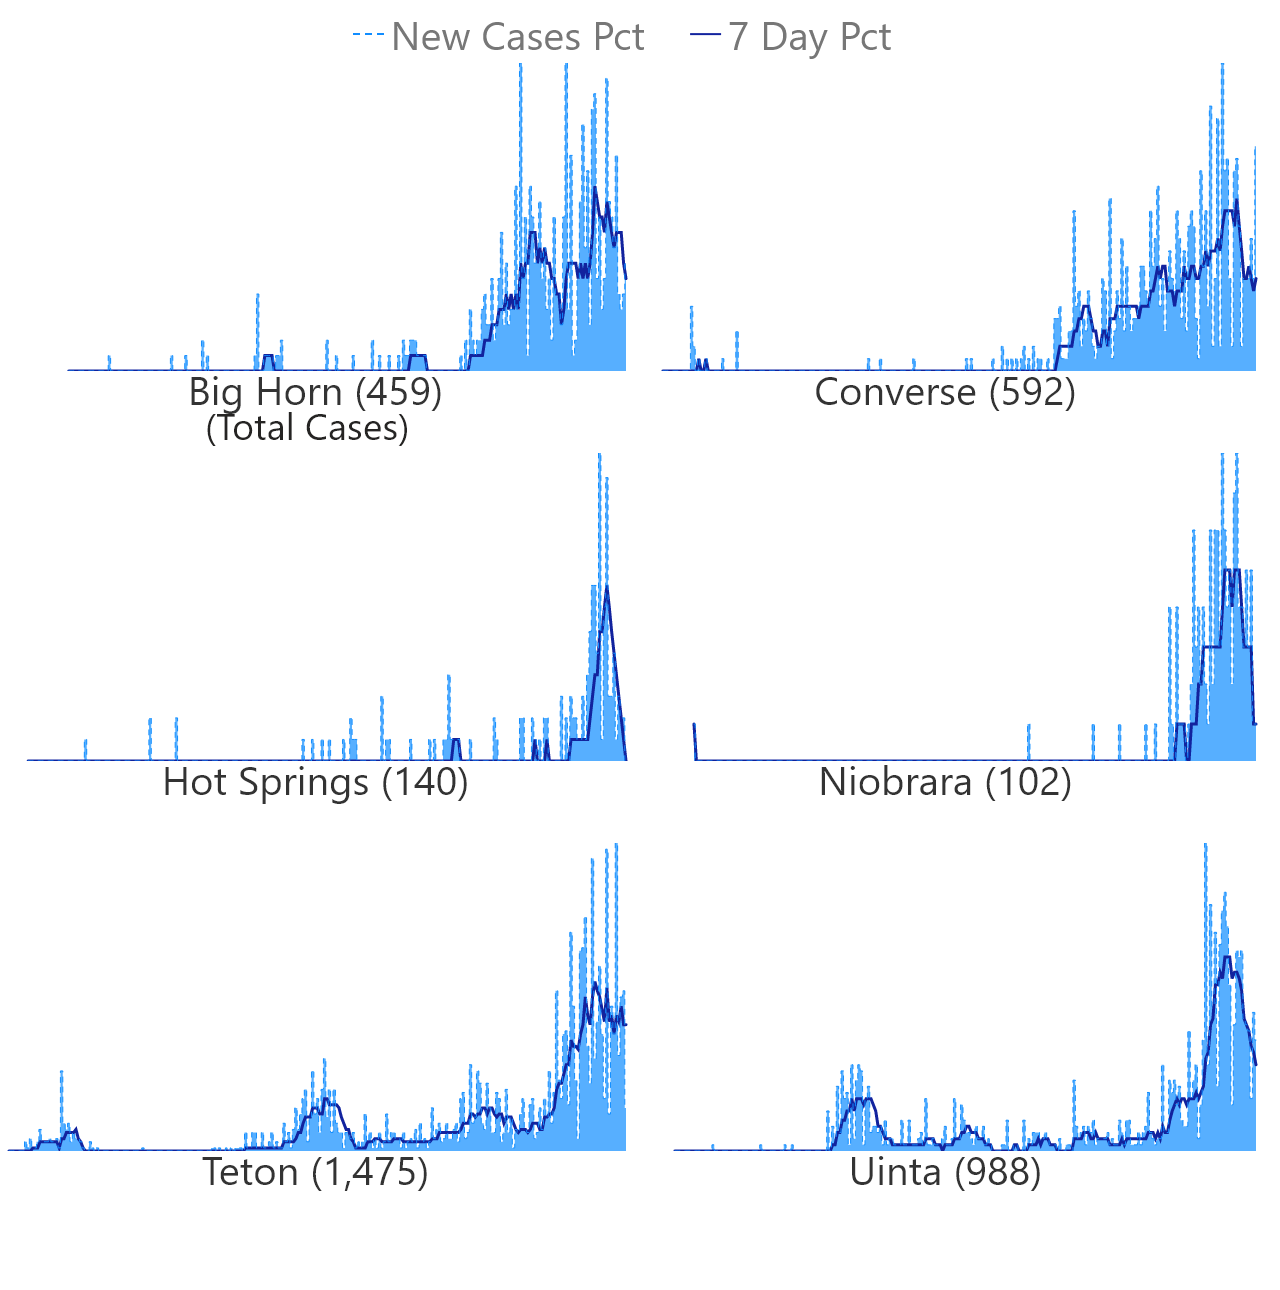 New Cases Pct 7 Day Pct
Big Horn (459)
(Total Cases)
Converse (592)
Hot Springs (140)
Niobrara (102)
Teton (1,475)
Uinta (988)